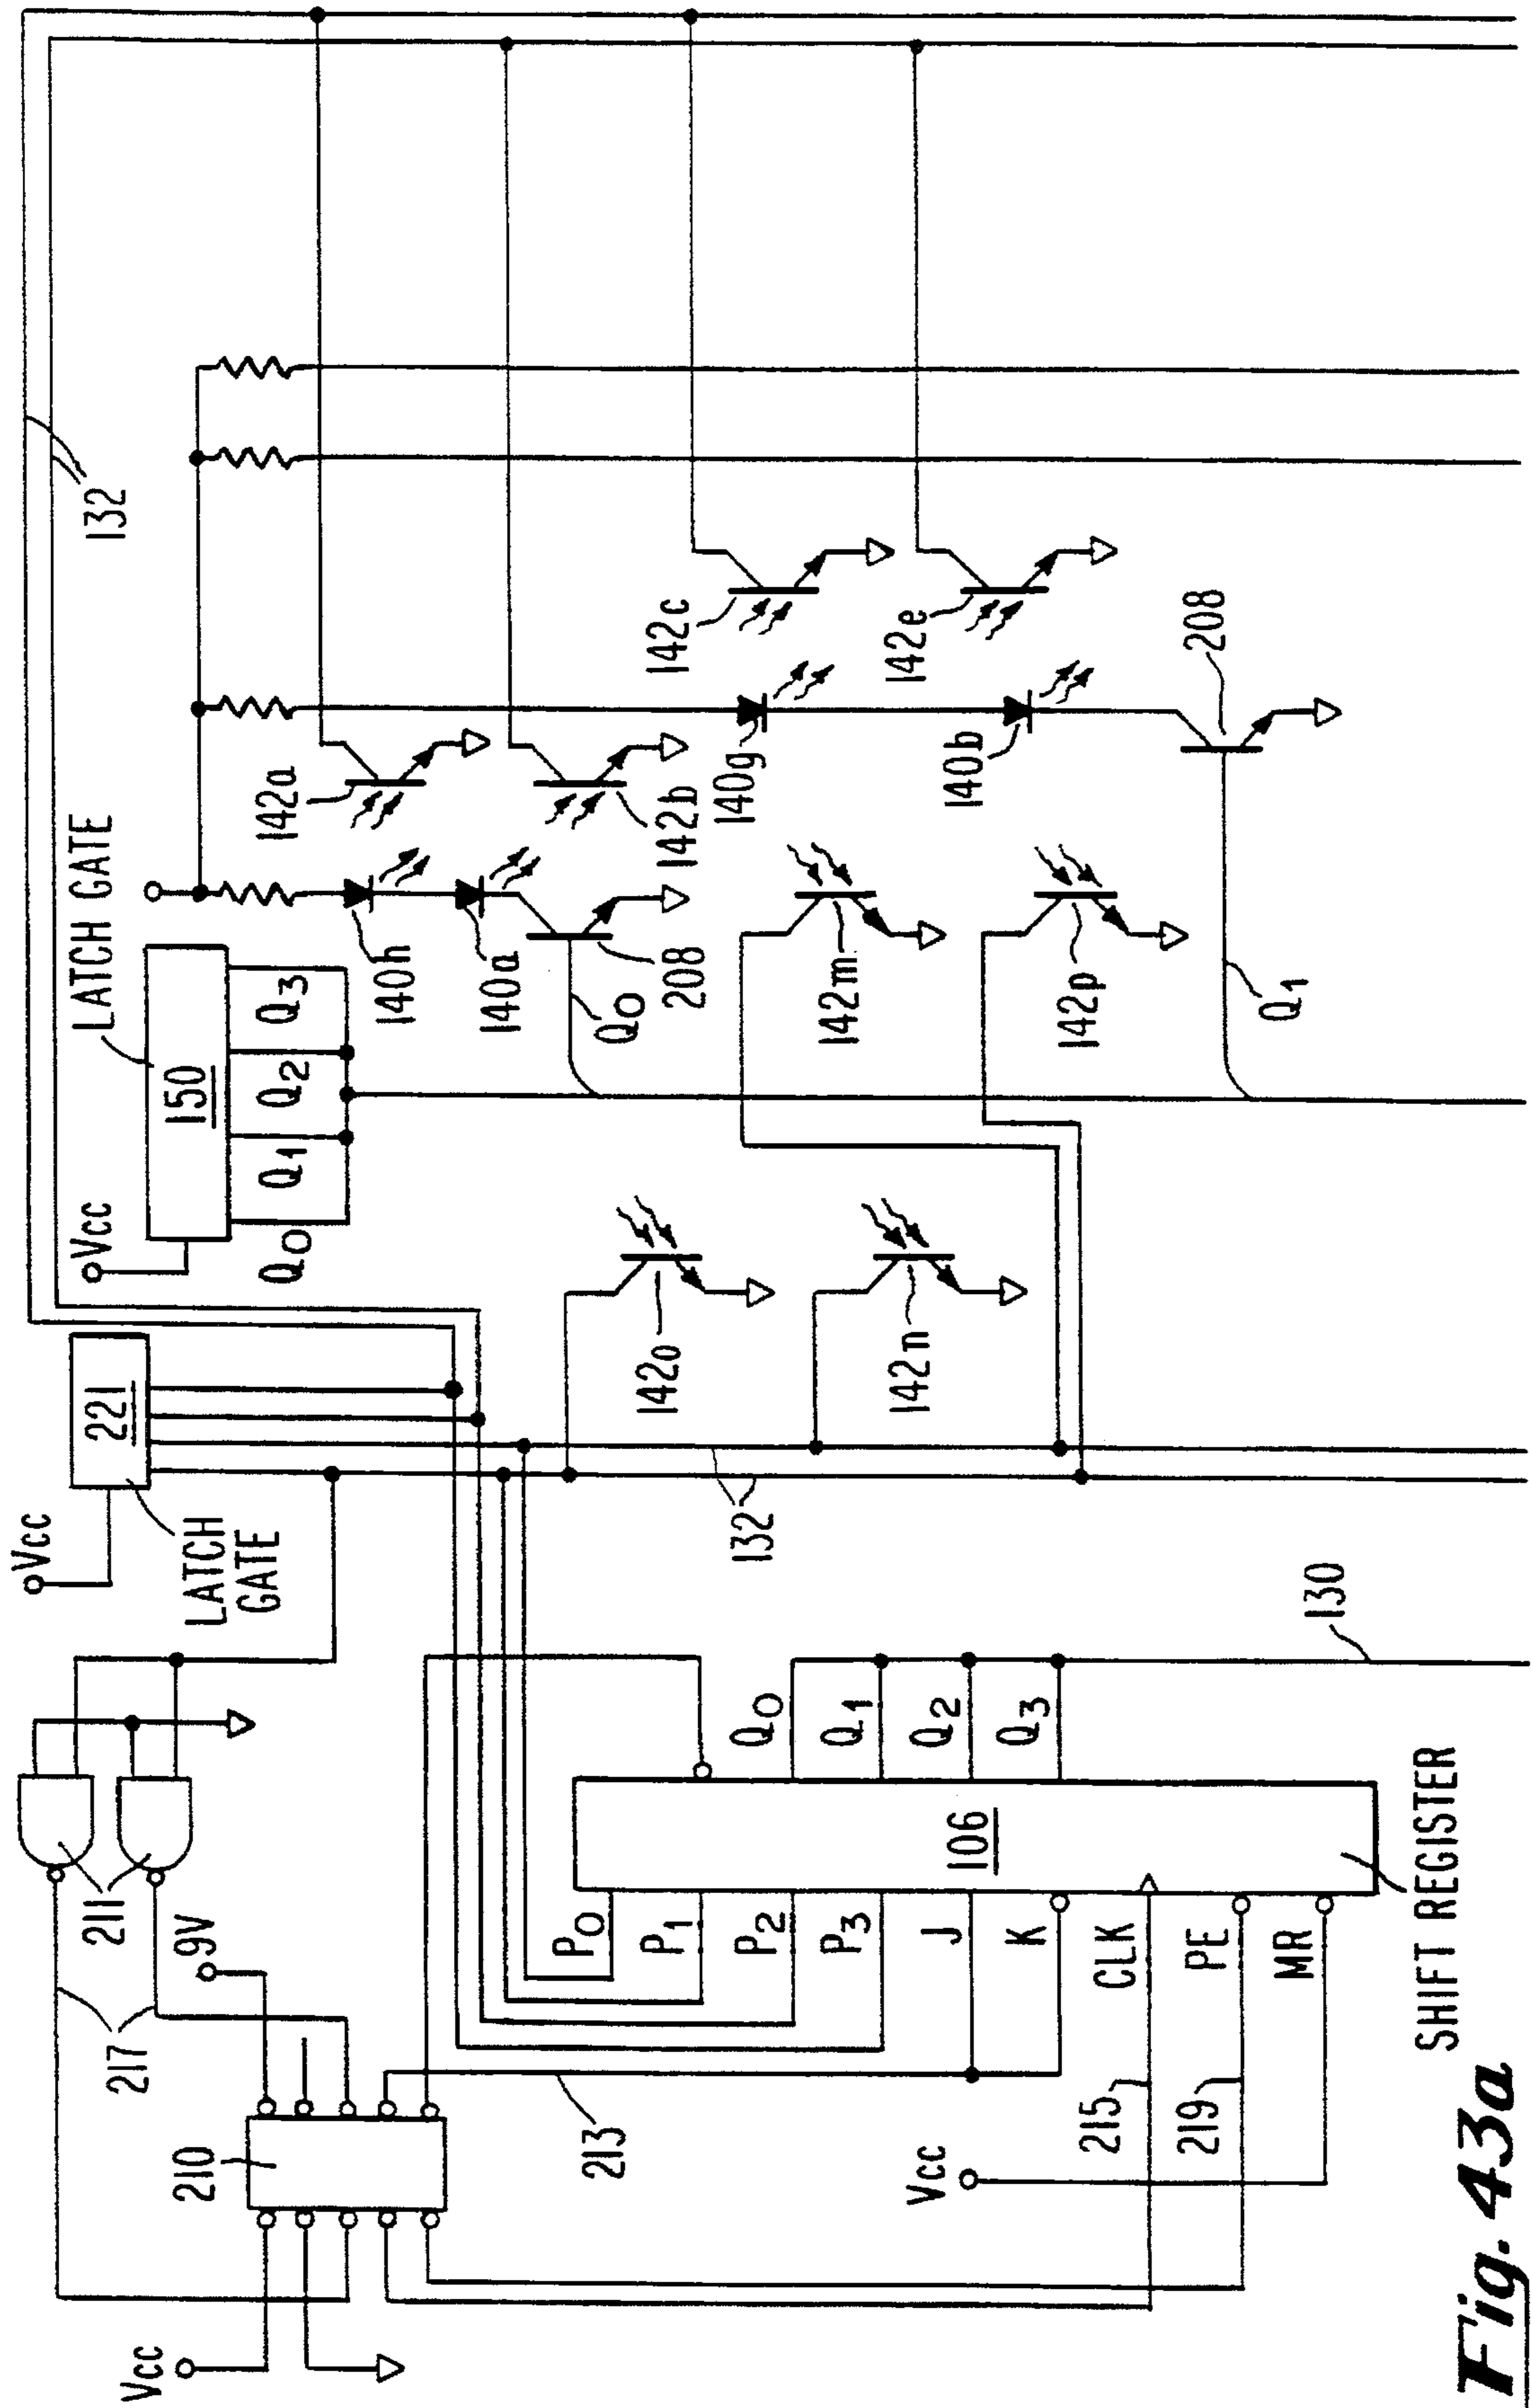 Vcc
Vcc
LATCH GATE
132
211
217
9V
210
LATCH
GATE
221
150
Q0
Q1
Q2
Q3
140h
140a
Q0
208
142a
142b
140g
140b
142c
142e
208
142m
142p
Q1
142o
142n
132
130
213
P0
P1
P2
P3
J
K
CLK
PE
MR
106
Q0
Q1
Q2
Q3
Vcc
215
219
SHIFT REGISTER
Vcc
Fig. 43a